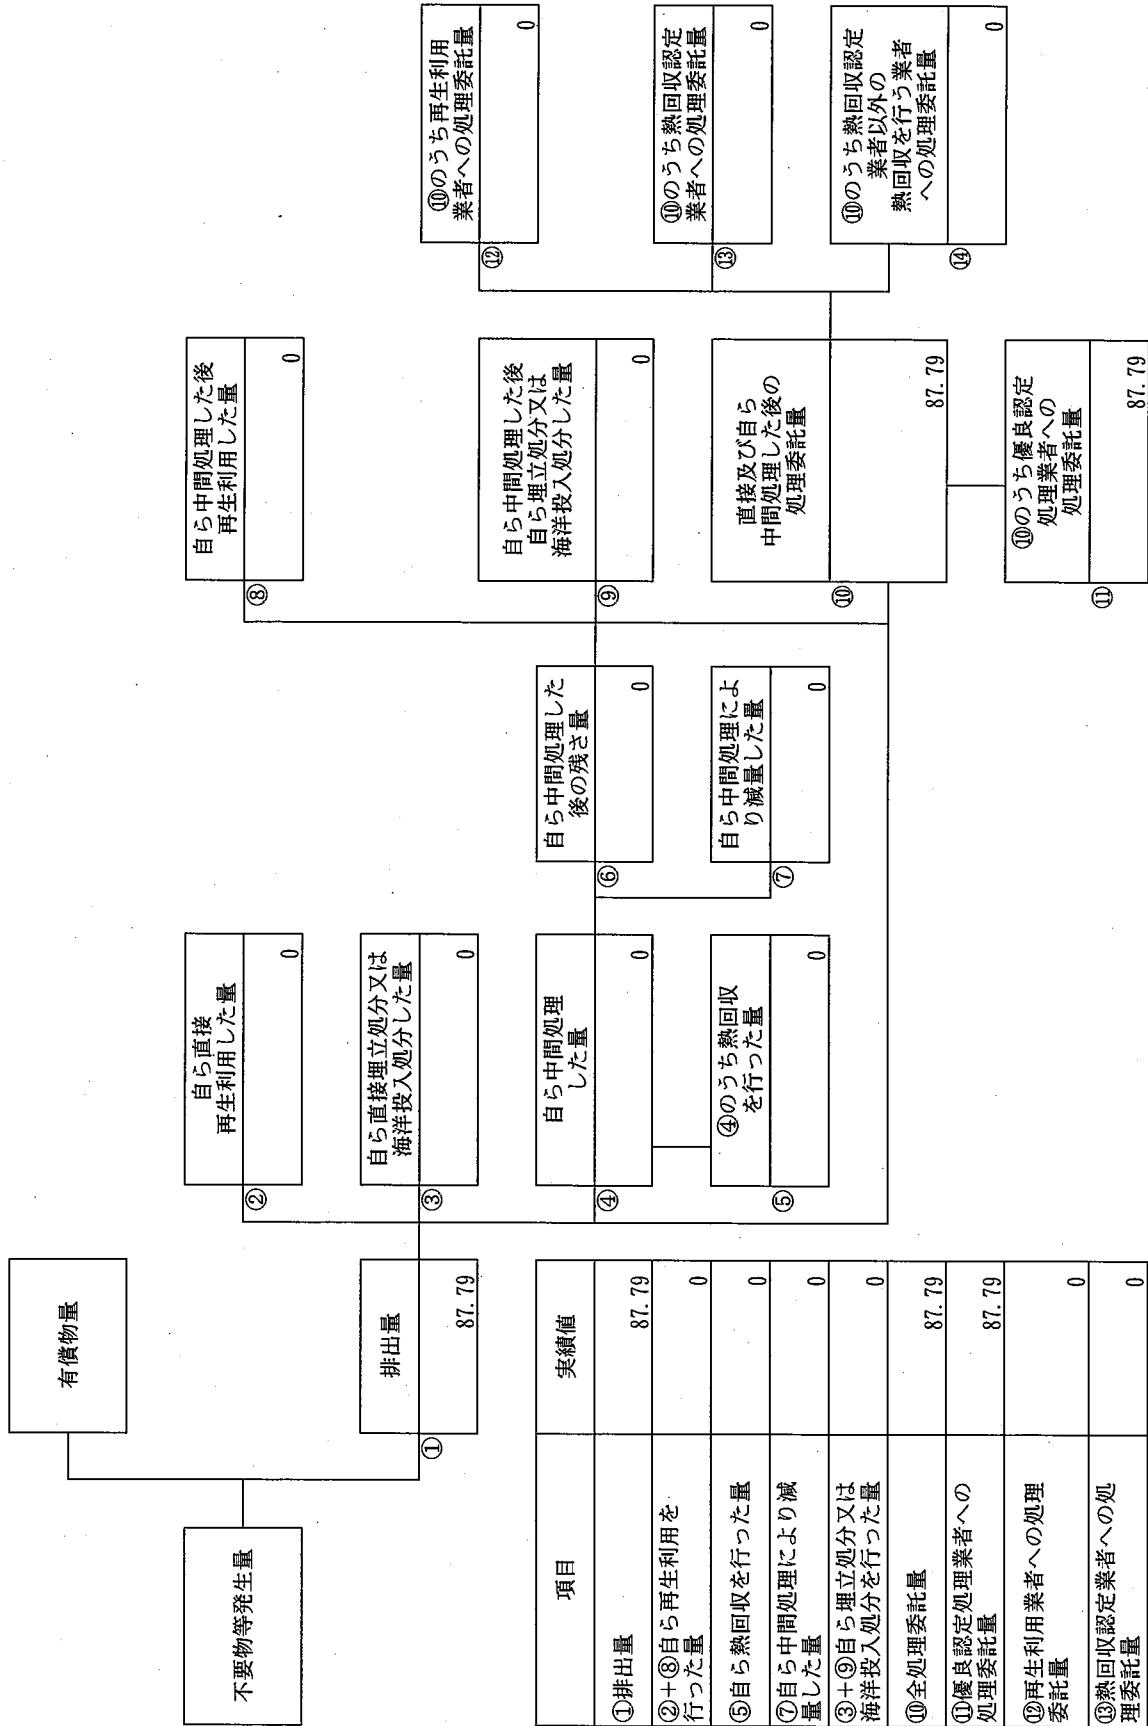 有償物量
不要物等発生量
①
排出量
87.79
②
自ら直接
再生利用した量
0
③
自ら直接埋立処分又は
海洋投入処分した量
0
④
自ら中間処理
した量
0
⑤
④のうち熱回収
を行った量
0
⑥
自ら中間処理した
後の残さ量
0
⑦
自ら中間処理によ
り減量した量
0
⑧
自ら中間処理した後
再生利用した量
0
⑨
自ら中間処理した後
自ら埋立処分又は
海洋投入処分した量
0
⑩
直接及び自ら
中間処理した後の
処理委託量
87.79
⑪
⑩のうち優良認定
処理業者への
処理委託量
87.79
⑫
⑩のうち再生利用
業者への処理委託量
0
⑬
⑩のうち熱回収認定
業者への処理委託量
0
⑭
⑩のうち熱回収認定
業者以外の
熱回収を行う業者
への処理委託量
0
項目 実績値
①排出量 87.79
②+⑧自ら再生利用を
行った量 0
⑤自ら熱回収を行った量 0
⑦自ら中間処理により減
量した量 0
③+⑨自ら埋立処分又は
海洋投入処分を行った量 0
⑩全処理委託量 87.79
⑪優良認定処理業者への
処理委託量 87.79
⑫再生利用業者への処理
委託量 0
⑬熱回収認定業者への処
理委託量 0